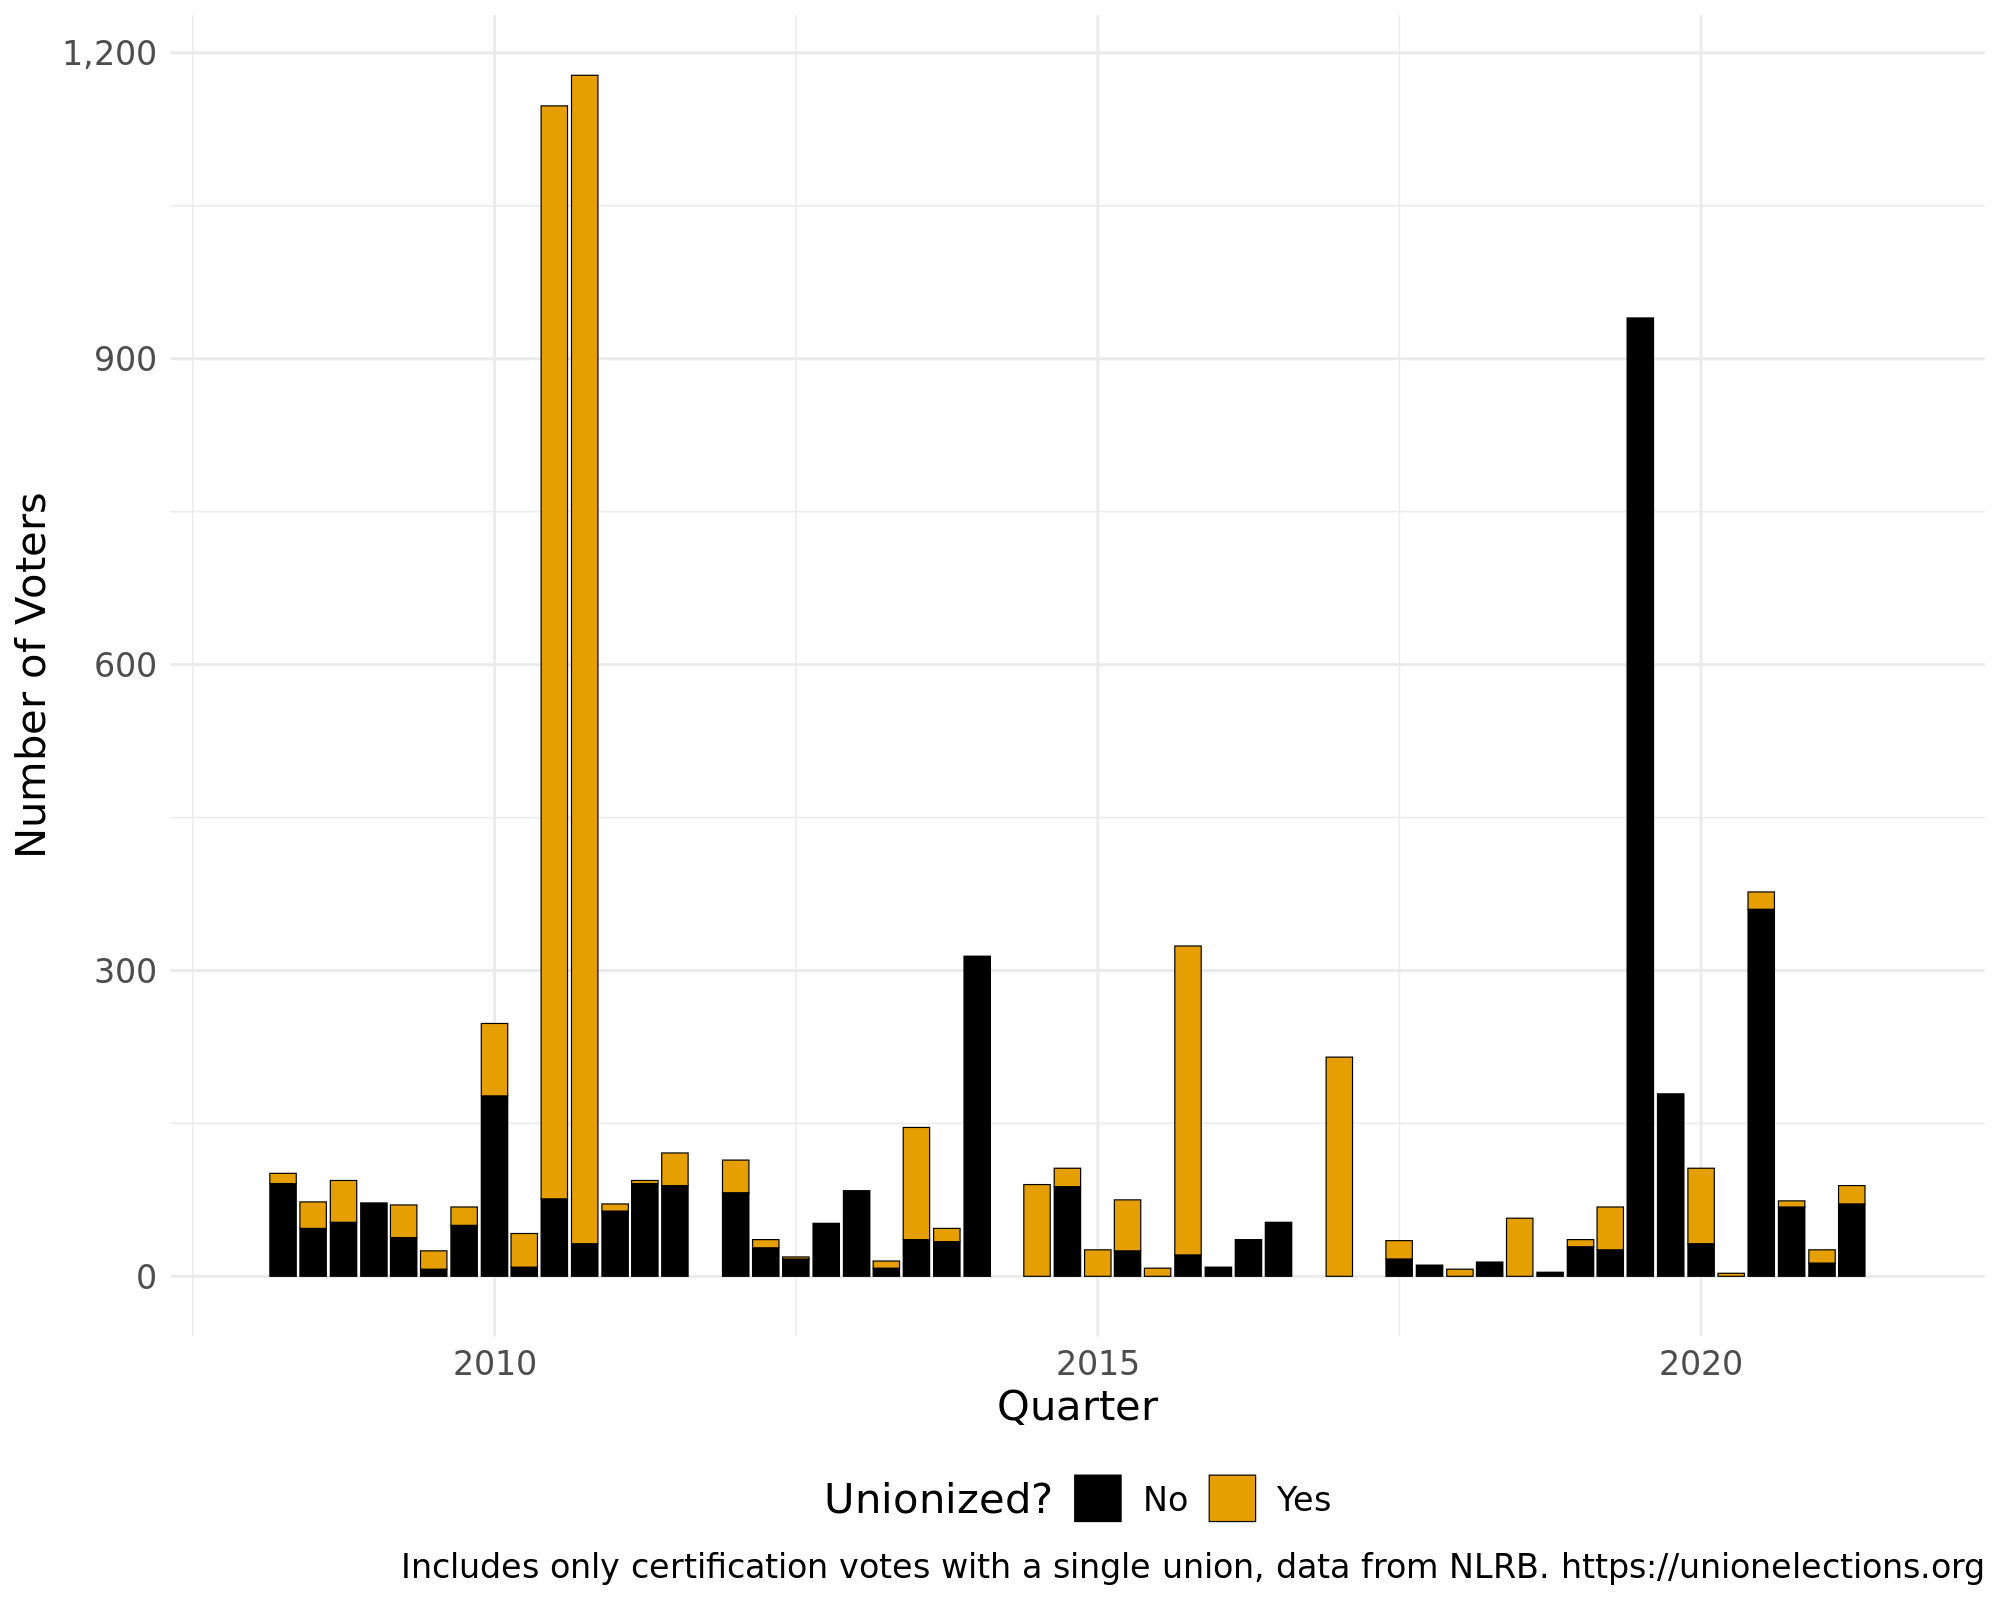 1,200
900
600
300
0
Number of Voters
2010 2015 2020
Quarter
Unionized? No Yes
Includes only certification votes with a single union, data from NLRB. https://unionelections.org